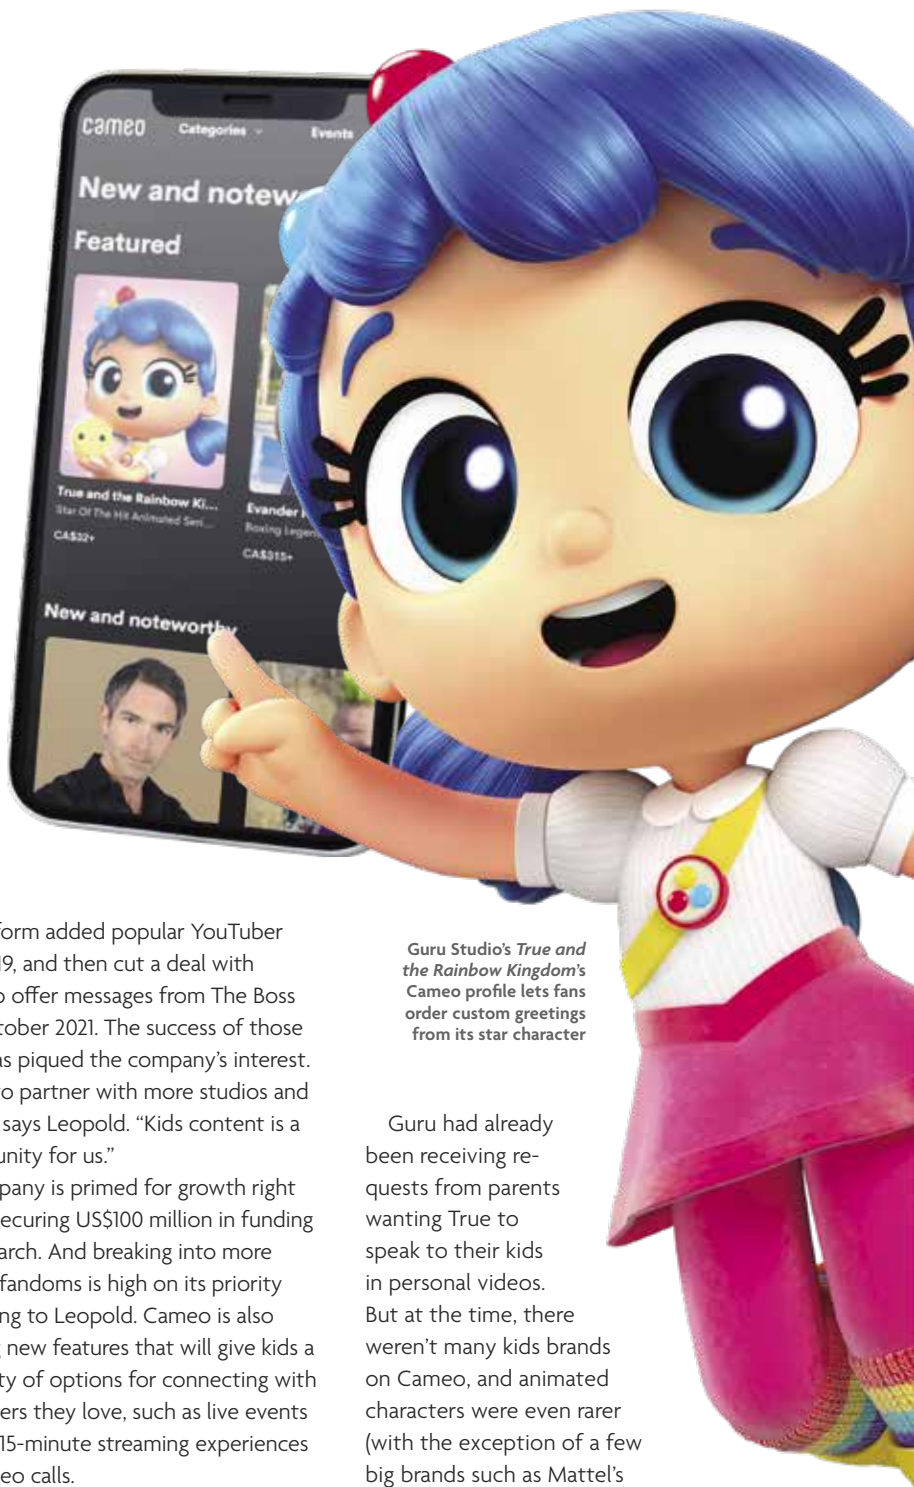 cameo Categories Events
New and notew
Featured
True and the Rainbow Ki...
Star Of The Hit Animated Seri...
CA$32+
Evander
Boxing Legen
CA$315+
New and noteworthy
form added popular YouTuber
19, and then cut a deal with
o offer messages from The Boss
tober 2021. The success of those
as piqued the company’s interest.
o partner with more studios and
says Leopold. “Kids content is a
unity for us.”
pany is primed for growth right
ecuring US$100 million in funding
arch. And breaking into more
fandoms is high on its priority
ng to Leopold. Cameo is also
g new features that will give kids a
ty of options for connecting with
ers they love, such as live events
15-minute streaming experiences
eo calls.
Guru Studio’s True and
the Rainbow Kingdom’s
Cameo profile lets fans
order custom greetings
from its star character
Guru had already
been receiving re-
quests from parents
wanting True to
speak to their kids
in personal videos.
But at the time, there
weren’t many kids brands
on Cameo, and animated
characters were even rarer
(with the exception of a few
big brands such as Mattel’s